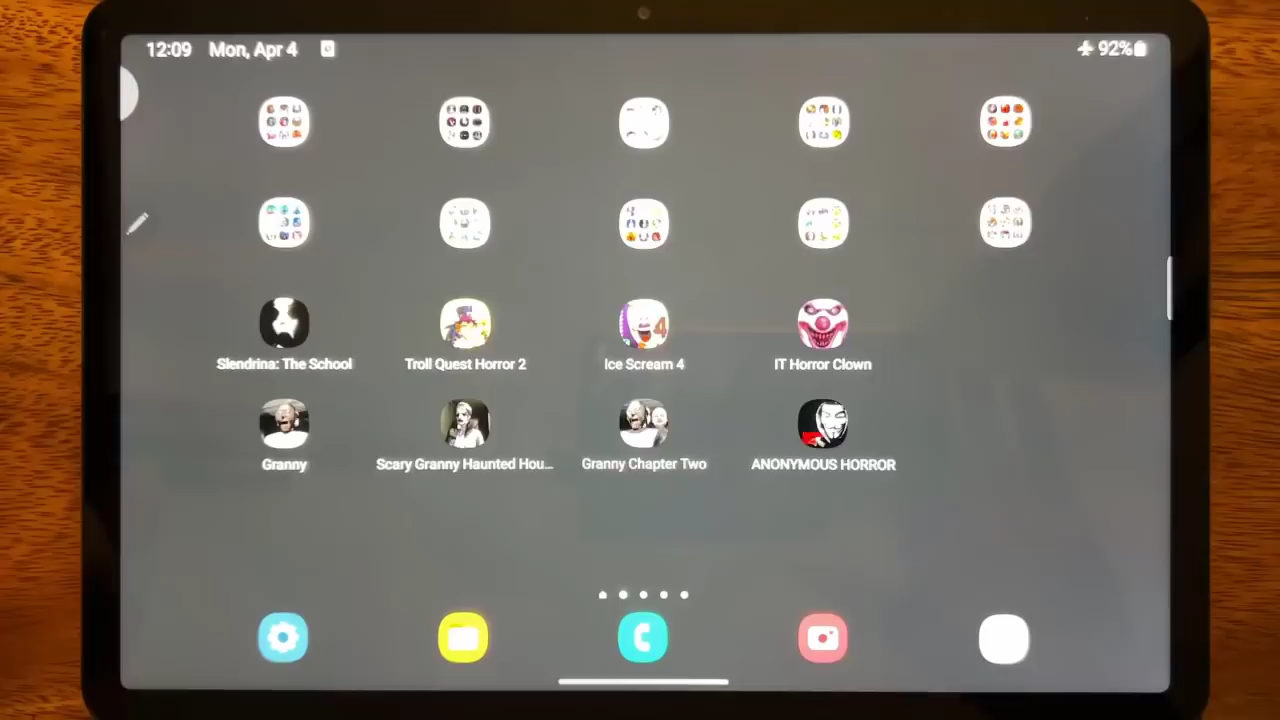 12:09 Mon, Apr 4 92%
Slendrina: The School Troll Quest Horror 2 Ice Scream 4 IT Horror Clown
Granny Scary Granny Haunted Hou... Granny Chapter Two ANONYMOUS HORROR